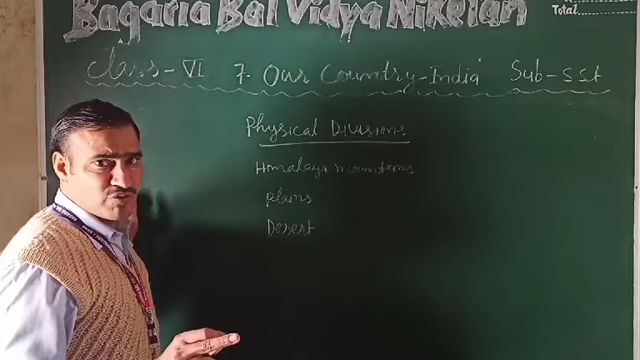 Bagaria Bal Vidya Niketan
Total
Class-VI 7. Our Country-India Sub-SSt
Physical Divisions
Himalaya mountains
plains
Desert